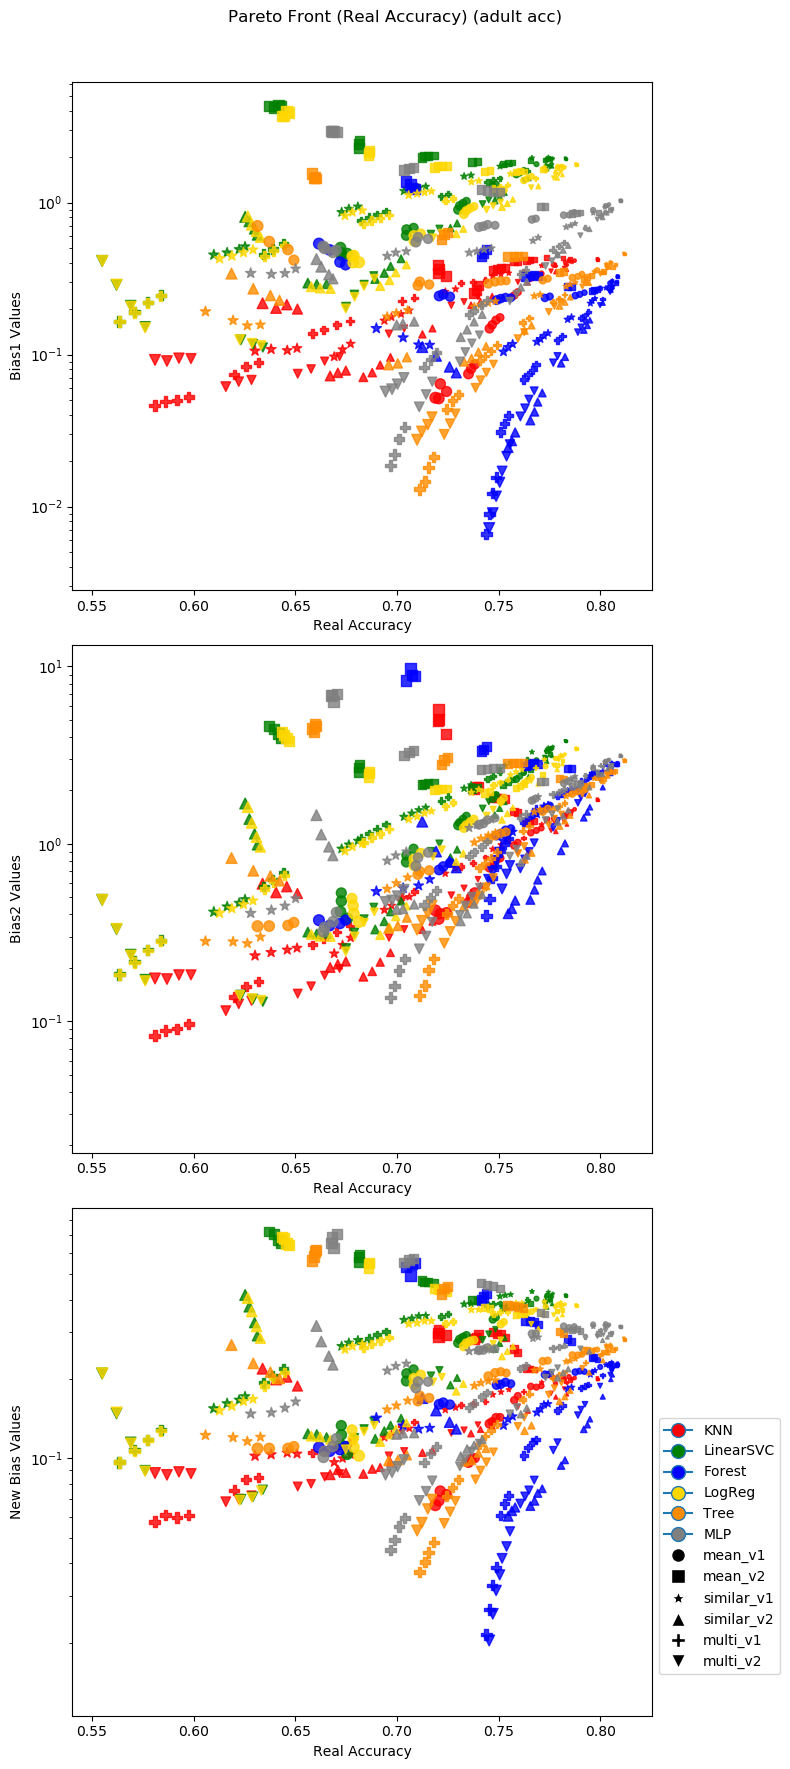 Pareto Front (Real Accuracy) (adult acc)
10^0
10^-1
10^-2
Bias1 Values
0.55 0.60 0.65 0.70 0.75 0.80
Real Accuracy
10^1
10^0
10^-1
Bias2 Values
0.55 0.60 0.65 0.70 0.75 0.80
Real Accuracy
10^-1
New Bias Values
0.55 0.60 0.65 0.70 0.75 0.80
Real Accuracy
KNN
LinearSVC
Forest
LogReg
Tree
MLP
mean_v1
mean_v2
similar_v1
similar_v2
multi_v1
multi_v2